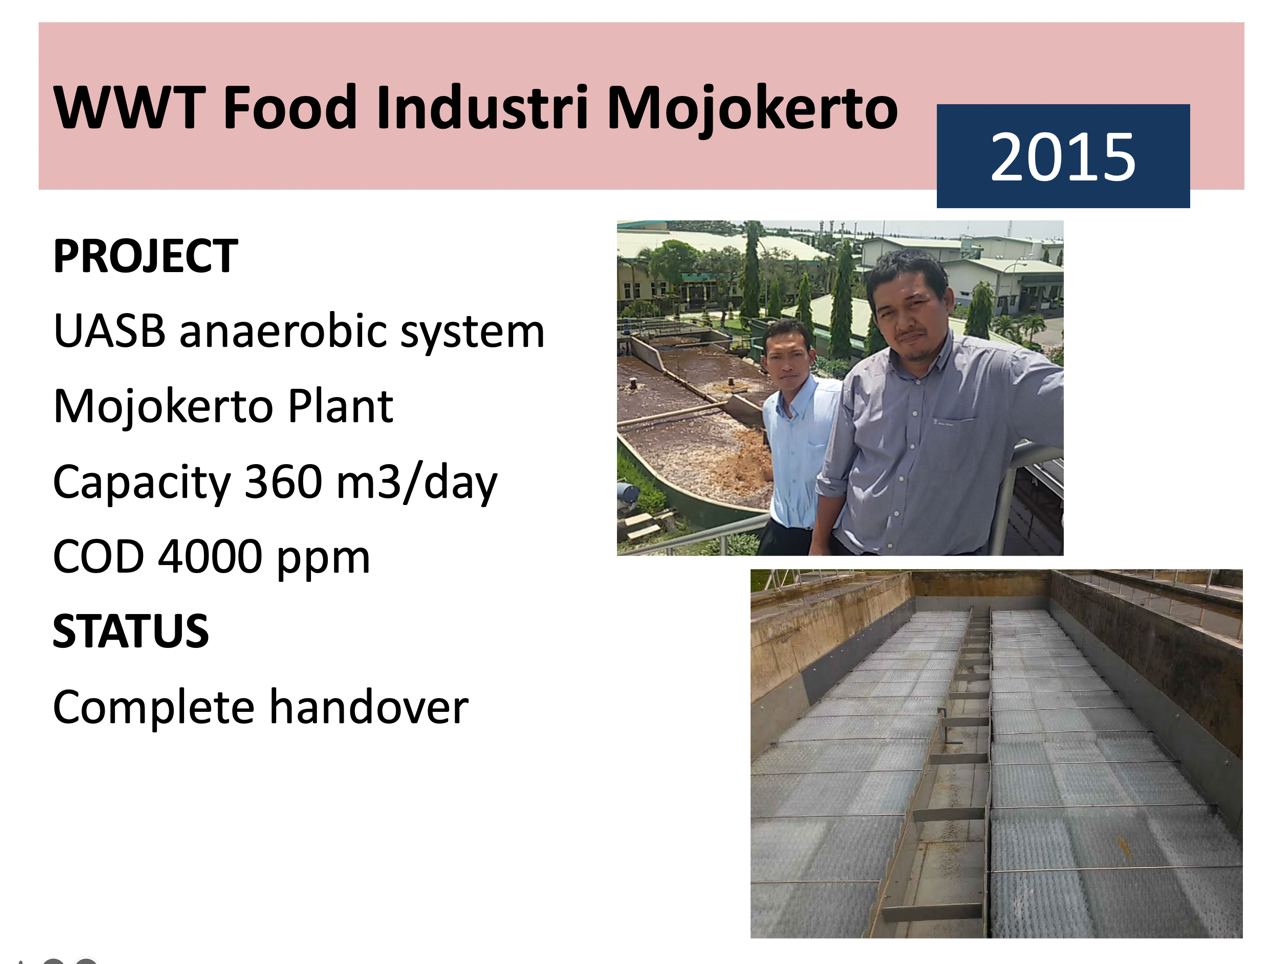 WWT Food Industri Mojokerto
2015
PROJECT
UASB anaerobic system
Mojokerto Plant
Capacity 360 m3/day
COD 4000 ppm
STATUS
Complete handover